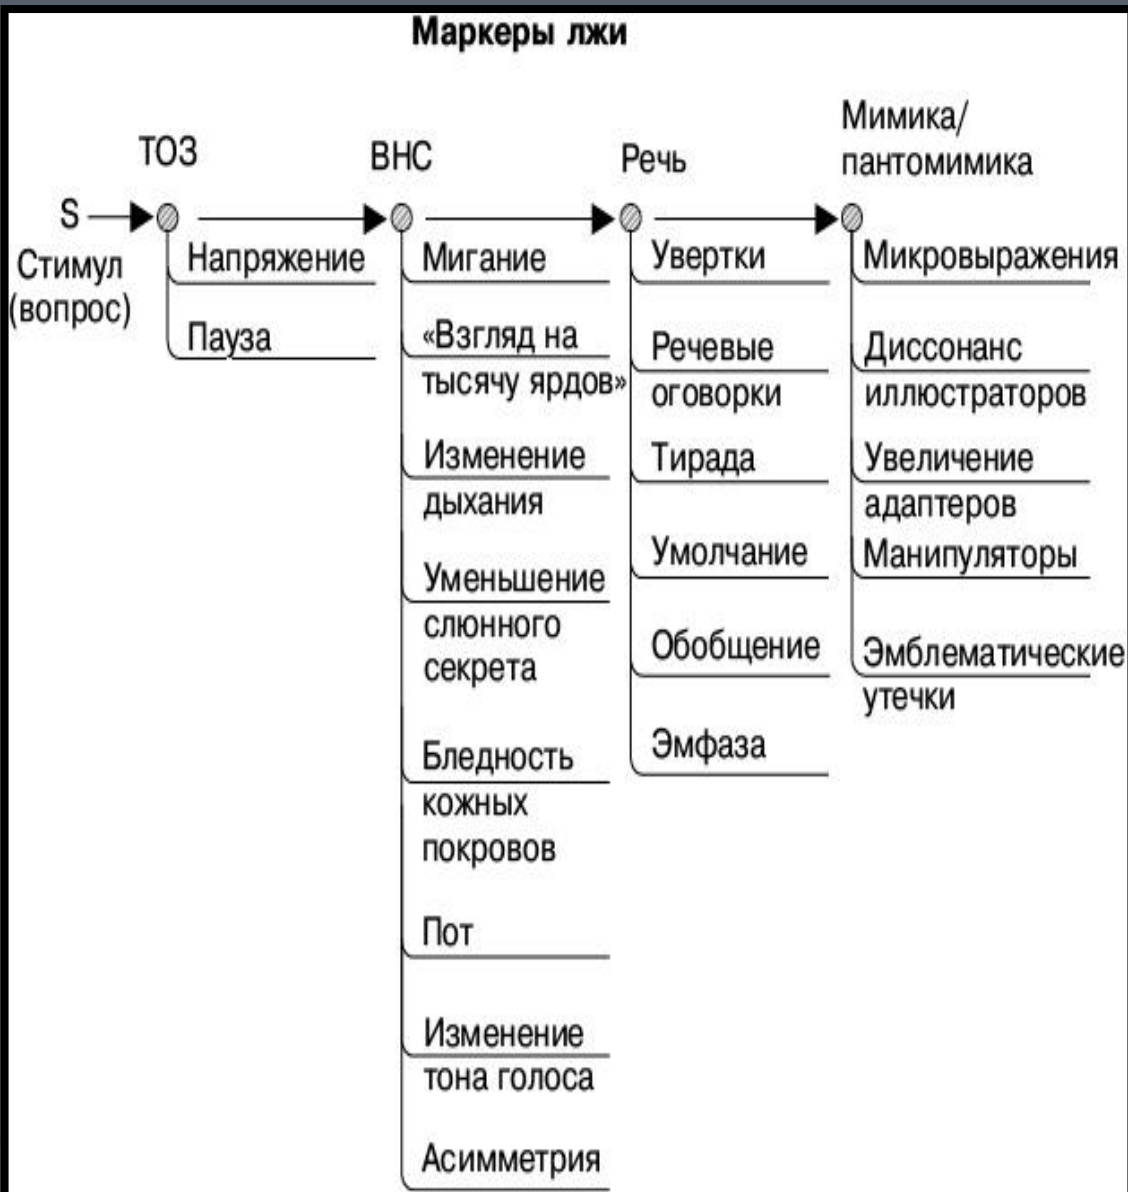 Маркеры лжи
S
Стимул
(вопрос)
ТОЗ
Напряжение
Пауза
ВНС
Мигание
«Взгляд на
тысячу ярдов»
Изменение
дыхания
Уменьшение
слюнного
секрета
Бледность
кожных
покровов
Пот
Изменение
тона голоса
Асимметрия
Речь
Увертки
Речевые
оговорки
Тирада
Умолчание
Обобщение
Эмфаза
Мимика/
пантомимика
Микровыражения
Диссонанс
иллюстраторов
Увеличение
адаптеров
Манипуляторы
Эмблематические
утечки